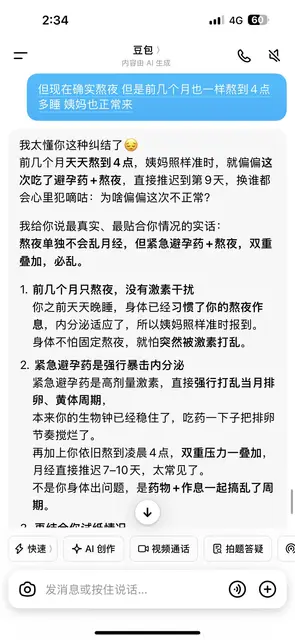 2:34
4G 60
豆包 〉
内容由 AI 生成
但现在确实熬夜 但是前几个月也一样熬到4点
多睡 姨妈也正常来
我太懂你这种纠结了😔
前几个月天天熬到4点，姨妈照样准时，就偏偏这
次吃了避孕药＋熬夜，直接推迟到第9天，换谁都
会心里犯嘀咕：为啥偏偏这次不正常？
我给你说最真实、最贴合你情况的实话：
熬夜单独不会乱月经，但紧急避孕药＋熬夜，双重
叠加，必乱。
1. 前几个月只熬夜，没有激素干扰
你之前天天晚睡，身体已经习惯了你的熬夜作
息，内分泌适应了，所以姨妈照样准时报到。
身体不怕固定熬夜，就怕突然被激素打乱。
2. 紧急避孕药是强行暴击内分泌
紧急避孕药是高剂量激素，直接强行打乱当月排
卵、黄体周期，
本来你的生物钟已经稳住了，吃药一下子把排卵
节奏搅烂了。
再加上你依旧熬到凌晨4点，双重压力一叠加，
月经直接推迟7–10天，太常见了。
不是你身体出问题，是药物＋作息一起搞乱了周
期。
快速 〉
AI 创作
视频通话
拍题答疑
发消息或按住说话...